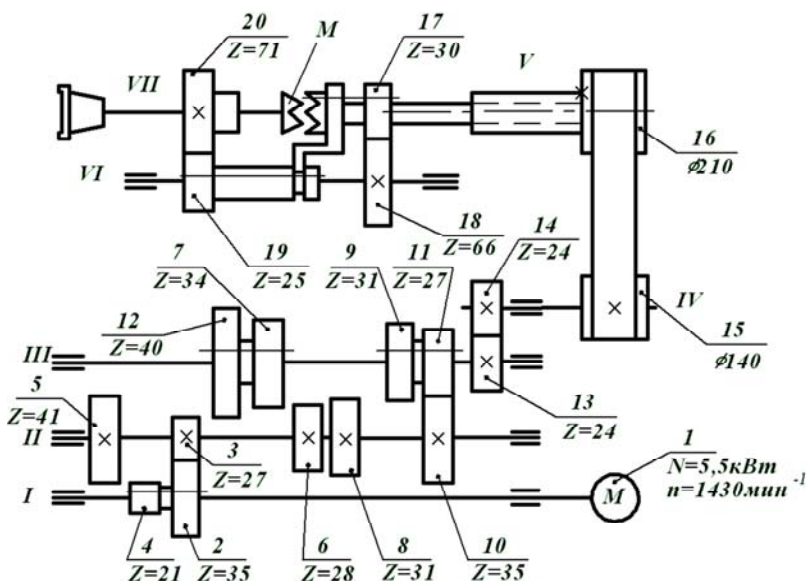 20
Z=71
M
17
Z=30
V
VII
16
ϕ210
VI
18
Z=66
14
Z=24
19
Z=25
7
Z=34
9
Z=31
11
Z=27
IV
12
Z=40
15
ϕ140
III
5
Z=41
13
Z=24
II
3
Z=27
1
N=5,5кВт
n=1430мин⁻¹
I
M
4
Z=21
2
Z=35
6
Z=28
8
Z=31
10
Z=35